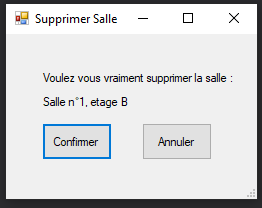 Supprimer Salle
Voulez vous vraiment supprimer la salle :
Salle n°1, etage B
Confirmer
Annuler